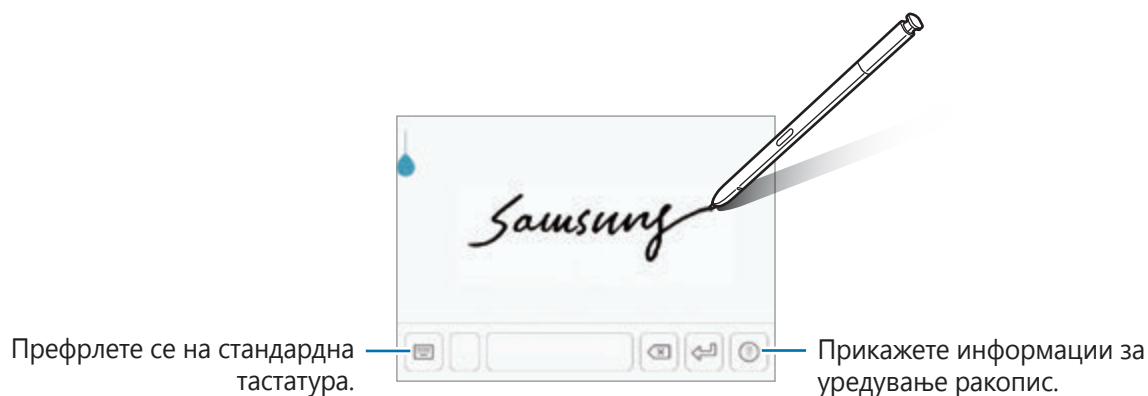 Samsung
Префрлете се на стандардна
тастатура.
Прикажете информации за
уредување ракопис.